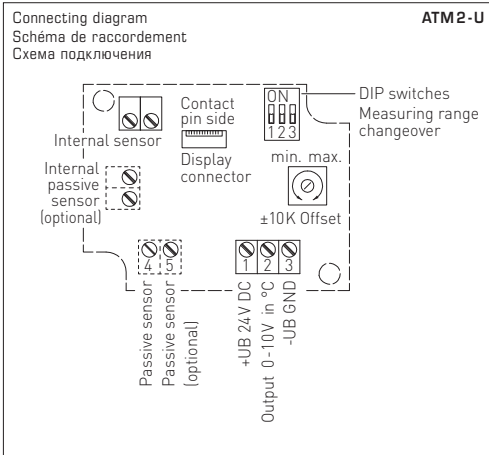 Connecting diagram
Schéma de raccordement
Схема подключения
ATM2-U
ON
1 2 3
DIP switches
Measuring range
changeover
Contact
pin side
Internal sensor
Display
connector
min. max.
Internal
passive
sensor
(optional)
±10K Offset
4
5
1
2
3
Passive sensor
Passive sensor
(optional)
+UB 24V DC
Output 0-10V in °C
-UB GND